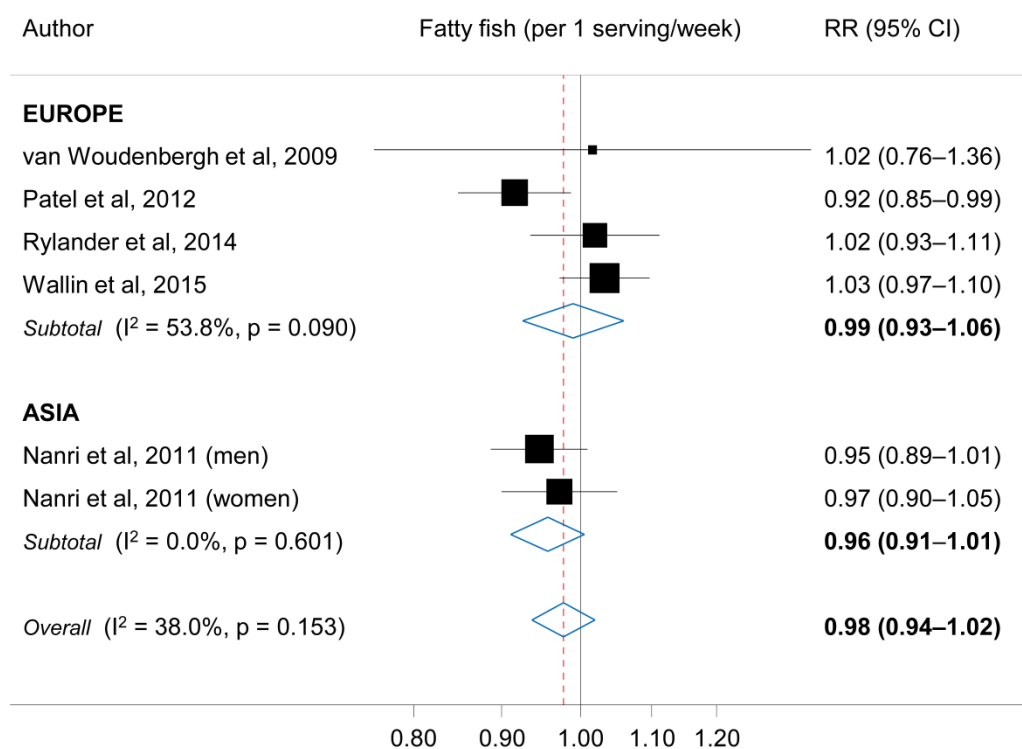 Author Fatty fish (per 1 serving/week) RR (95% CI)
EUROPE
van Woudenbergh et al, 2009 1.02 (0.76–1.36)
Patel et al, 2012 0.92 (0.85–0.99)
Rylander et al, 2014 1.02 (0.93–1.11)
Wallin et al, 2015 1.03 (0.97–1.10)
Subtotal (I² = 53.8%, p = 0.090) 0.99 (0.93–1.06)
ASIA
Nanri et al, 2011 (men) 0.95 (0.89–1.01)
Nanri et al, 2011 (women) 0.97 (0.90–1.05)
Subtotal (I² = 0.0%, p = 0.601) 0.96 (0.91–1.01)
Overall (I² = 38.0%, p = 0.153) 0.98 (0.94–1.02)
0.80 0.90 1.00 1.10 1.20